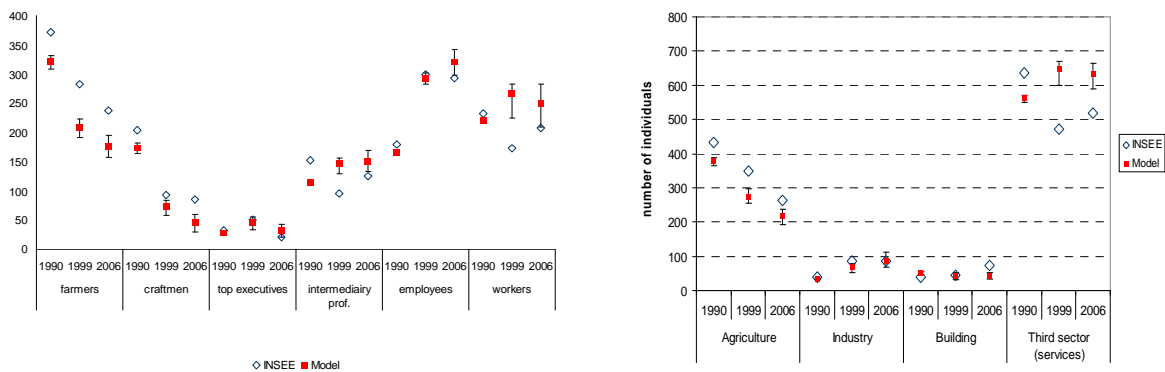 400
350
300
250
200
150
100
50
0
1990 1999 2006 1990 1999 2006 1990 1999 2006 1990 1999 2006 1990 1999 2006 1990 1999 2006
farmers craftmen top executives intermediairy prof. employees workers
INSEE Model
number of individuals
800
700
600
500
400
300
200
100
0
1990 1999 2006 1990 1999 2006 1990 1999 2006 1990 1999 2006
Agriculture Industry Building Third sector
(services)
INSEE
Model